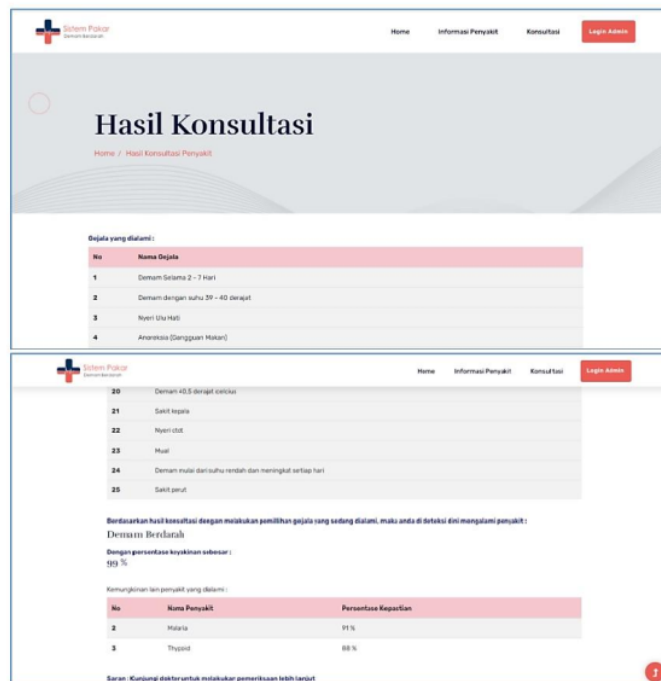 Sistem Pakar
Demam Berdarah
Home Informasi Penyakit Konsultasi Login Admin
Hasil Konsultasi
Home / Hasil Konsultasi Penyakit
Gejala yang dialami :
No Nama Gejala
1 Demam Selama 2 - 7 Hari
2 Demam dengan suhu 39 - 40 derajat
3 Nyeri Ulu Hati
4 Anoreksia (Gangguan Makan)
Sistem Pakar
Demam Berdarah
Home Informasi Penyakit Konsultasi Login Admin
20 Demam 40,5 derajat celcius
21 Sakit kepala
22 Nyeri otot
23 Mual
24 Demam mulai dari suhu rendah dan meningkat setiap hari
25 Sakit perut
Berdasarkan hasil konsultasi dengan melakukan pemilihan gejala yang sedang dialami, maka anda di deteksi dini mengalami penyakit :
Demam Berdarah
Dengan persentase keyakinan sebesar :
99 %
Kemungkinan lain penyakit yang dialami :
No Nama Penyakit Persentase Kepastian
2 Malaria 91 %
3 Thypoid 88 %
Saran : Kunjungi dokter untuk melakukan pemeriksaan lebih lanjut